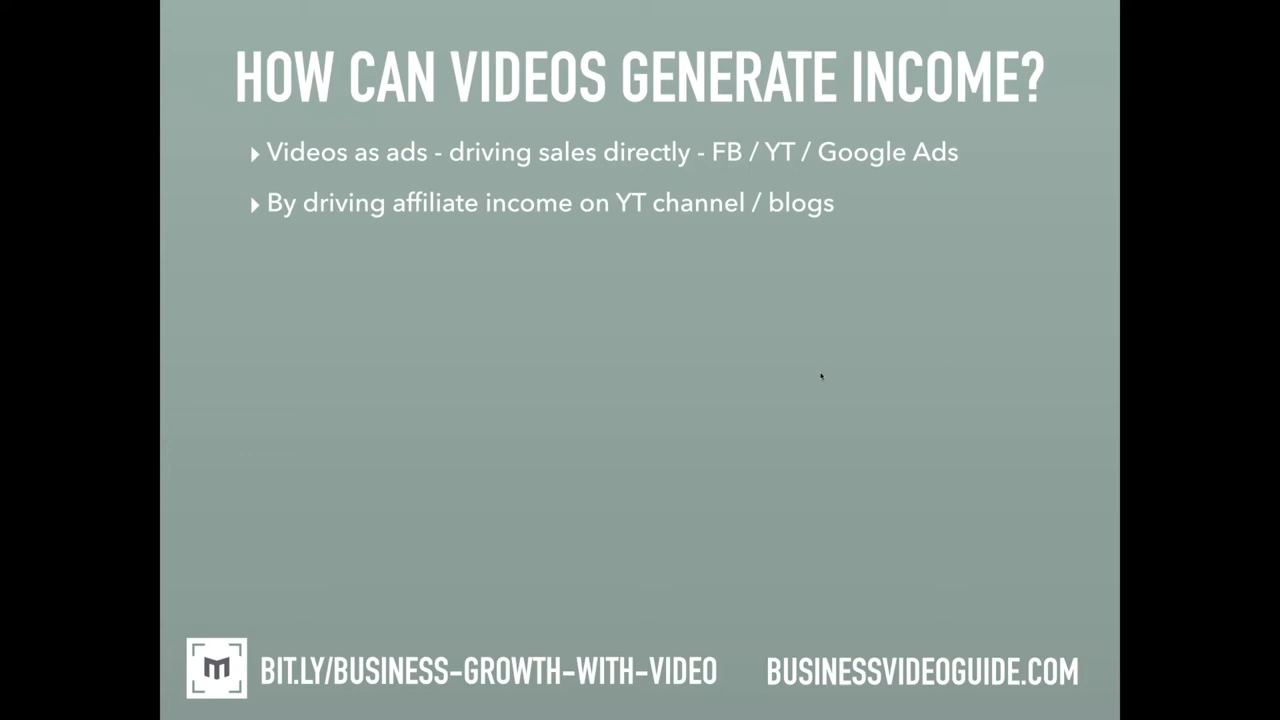 HOW CAN VIDEOS GENERATE INCOME?
Videos as ads - driving sales directly - FB / YT / Google Ads
By driving affiliate income on YT channel / blogs
BIT.LY/BUSINESS-GROWTH-WITH-VIDEO
BUSINESSVIDEOGUIDE.COM